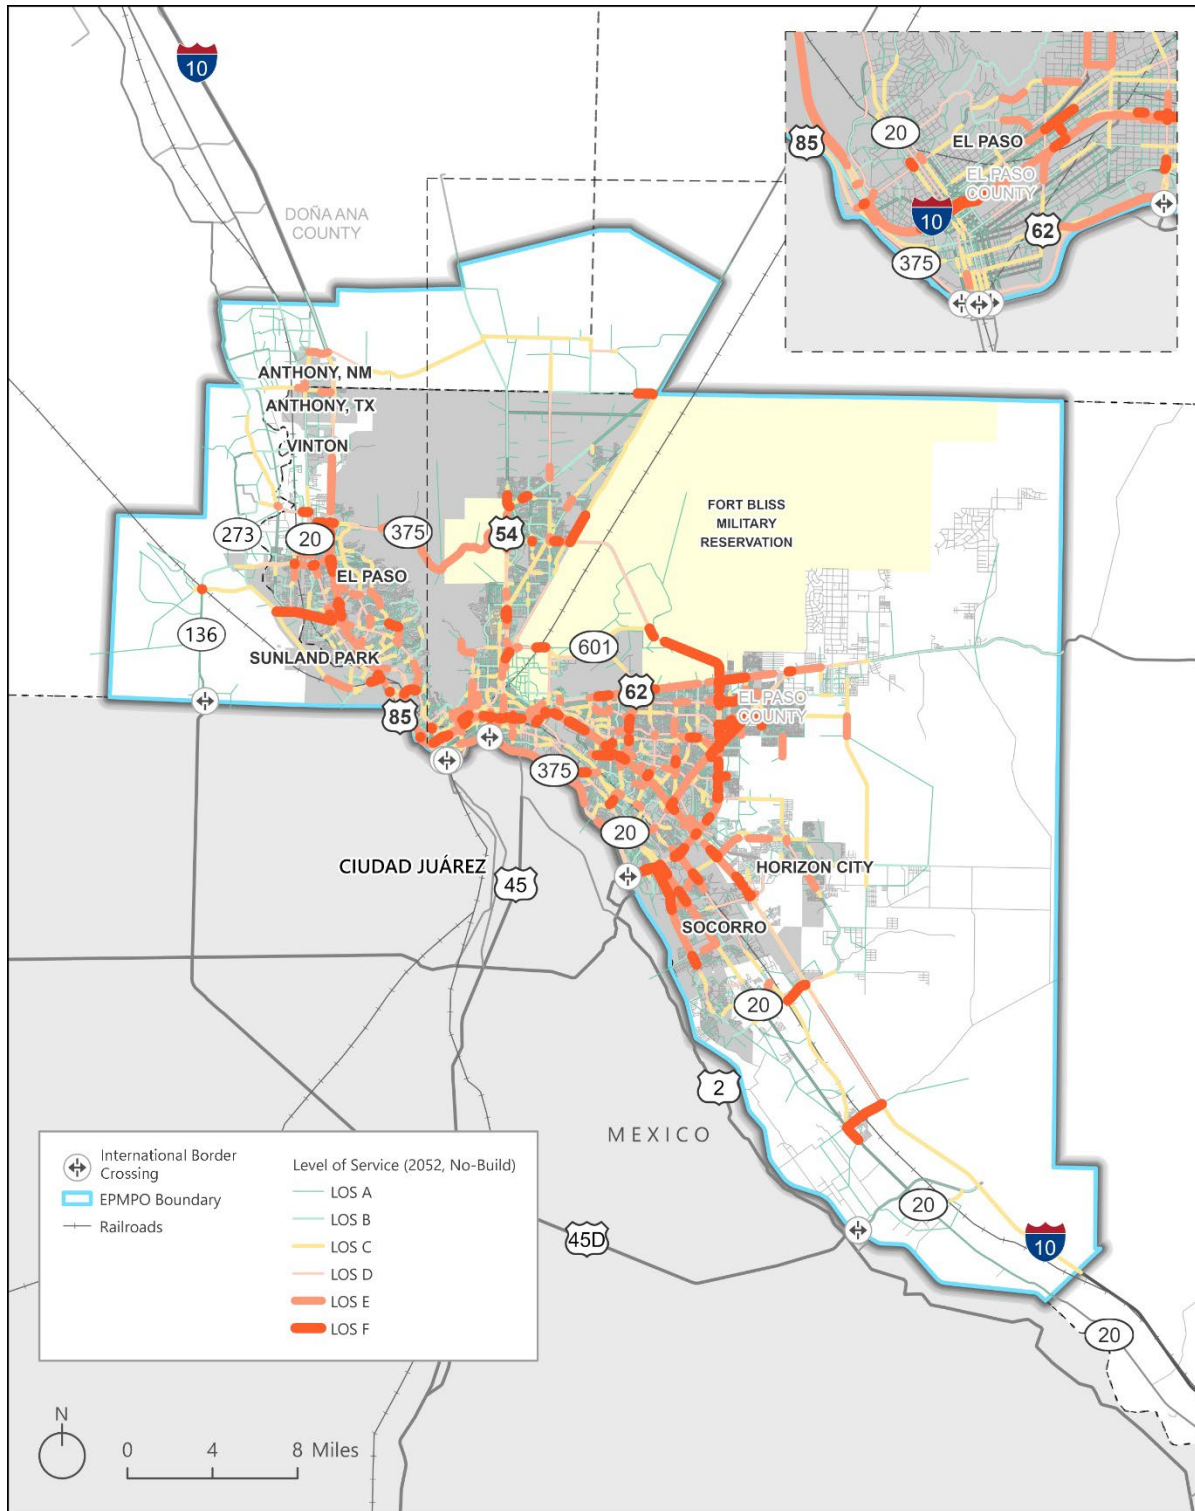 10
DOÑA ANA
COUNTY
ANTHONY, NM
ANTHONY, TX
VINTON
273
20
375
54
EL PASO
136
SUNLAND PARK
601
62
85
EL PASO
COUNTY
FORT BLISS
MILITARY
RESERVATION
375
20
CIUDAD JUÁREZ
45
HORIZON CITY
SOCORRO
20
2
MEXICO
45D
20
10
20
85
20
EL PASO
EL PASO
COUNTY
10
62
375
International Border
Crossing
EPMPO Boundary
Railroads
Level of Service (2052, No-Build)
LOS A
LOS B
LOS C
LOS D
LOS E
LOS F
N
0 4 8 Miles